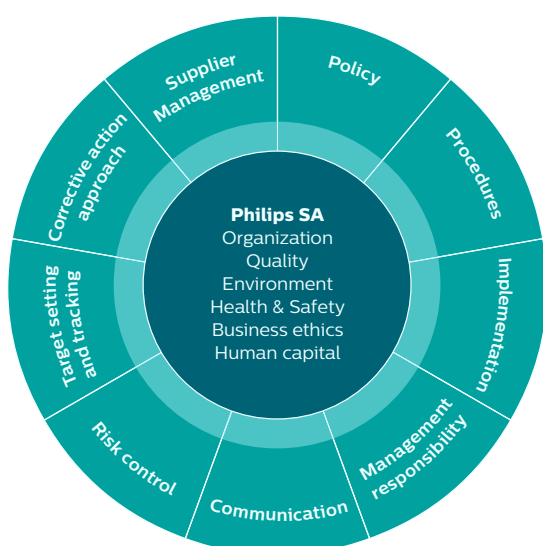 Policy
Procedures
Implementation
Management
responsibility
Communication
Risk control
Target setting
and tracking
Corrective action
approach
Supplier
Management
Philips SA
Organization
Quality
Environment
Health & Safety
Business ethics
Human capital